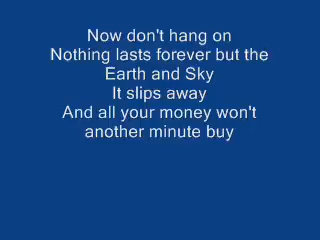 Now don't hang on
Nothing lasts forever but the
Earth and Sky
It slips away
And all your money won't
another minute buy